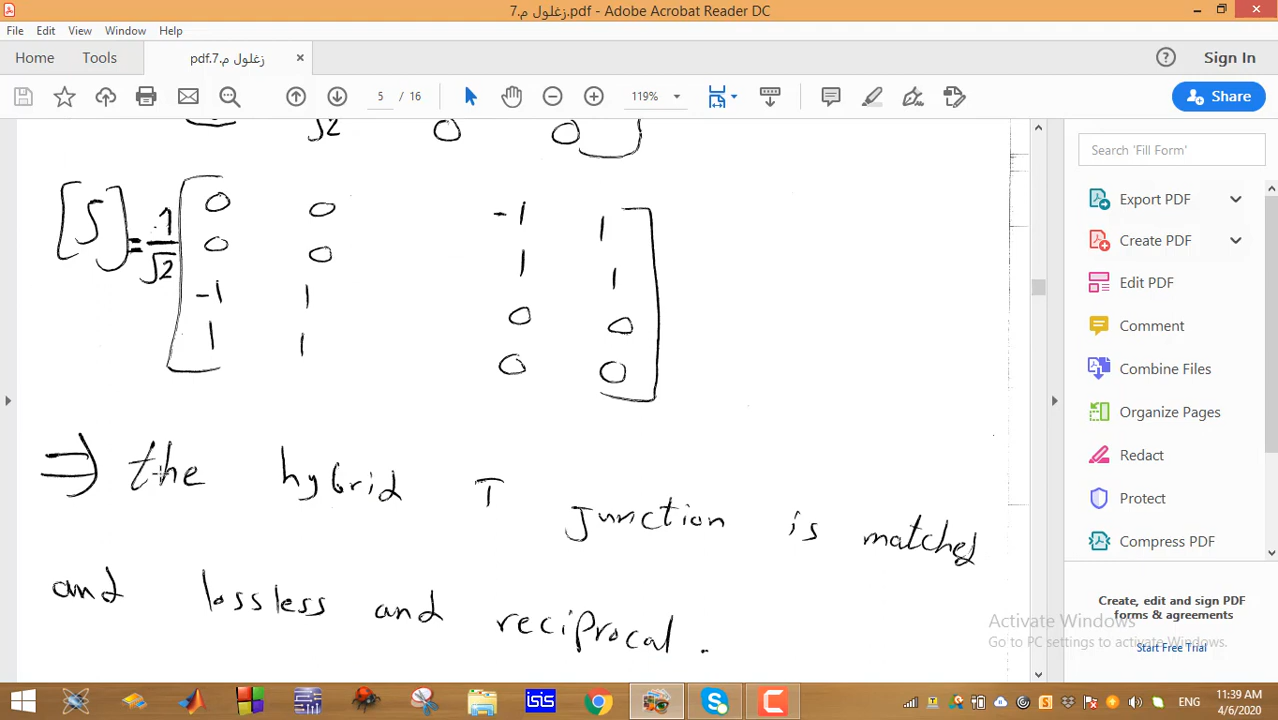 زغلول م.7.pdf - Adobe Acrobat Reader DC
File Edit View Window Help
Home Tools زغلول م.7.pdf × Sign In
5 / 16 119% Share
√2 0 0
[S] = 1/√2
0 0 -1 1
0 0 1 1
-1 1 0 0
1 1 0 0
⇒ the hybrid T junction is matched
and lossless and reciprocal .
Search 'Fill Form'
Export PDF
Create PDF
Edit PDF
Comment
Combine Files
Organize Pages
Redact
Protect
Compress PDF
Create, edit and sign PDF
forms & agreements
Start Free Trial
Activate Windows
Go to PC settings to activate Windows.
isis
11:39 AM
4/6/2020